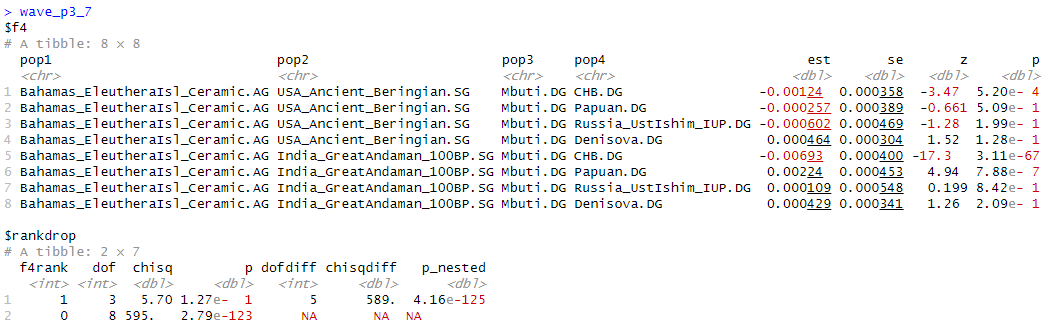 > wave_p3_7
$f4
# A tibble: 8 × 8
  pop1                          pop2                        pop3     pop4                      est       se       z        p
  <chr>                         <chr>                       <chr>    <chr>                   <dbl>    <dbl>   <dbl>    <dbl>
1 Bahamas_EleutheraIsl_Ceramic.AG USA_Ancient_Beringian.SG    Mbuti.DG CHB.DG               -0.00124  0.000358  -3.47  5.20e- 4
2 Bahamas_EleutheraIsl_Ceramic.AG USA_Ancient_Beringian.SG    Mbuti.DG Papuan.DG            -0.000257 0.000389  -0.661 5.09e- 1
3 Bahamas_EleutheraIsl_Ceramic.AG USA_Ancient_Beringian.SG    Mbuti.DG Russia_UstIshim_IUP.DG -0.000602 0.000469  -1.28  1.99e- 1
4 Bahamas_EleutheraIsl_Ceramic.AG USA_Ancient_Beringian.SG    Mbuti.DG Denisova.DG           0.000464 0.000304   1.52  1.28e- 1
5 Bahamas_EleutheraIsl_Ceramic.AG India_GreatAndaman_100BP.SG Mbuti.DG CHB.DG               -0.00693  0.000400 -17.3   3.11e-67
6 Bahamas_EleutheraIsl_Ceramic.AG India_GreatAndaman_100BP.SG Mbuti.DG Papuan.DG             0.00224  0.000453   4.94  7.88e- 7
7 Bahamas_EleutheraIsl_Ceramic.AG India_GreatAndaman_100BP.SG Mbuti.DG Russia_UstIshim_IUP.DG  0.000109 0.000548   0.199 8.42e- 1
8 Bahamas_EleutheraIsl_Ceramic.AG India_GreatAndaman_100BP.SG Mbuti.DG Denisova.DG           0.000429 0.000341   1.26  2.09e- 1
$rankdrop
# A tibble: 2 × 7
  f4rank   dof  chisq         p dofdiff chisqdiff   p_nested
   <int> <int>  <dbl>     <dbl>   <int>     <dbl>      <dbl>
1      1     3   5.70 1.27e-  1       5      589.  4.16e-125
2      0     8 595.   2.79e-123      NA       NA  NA